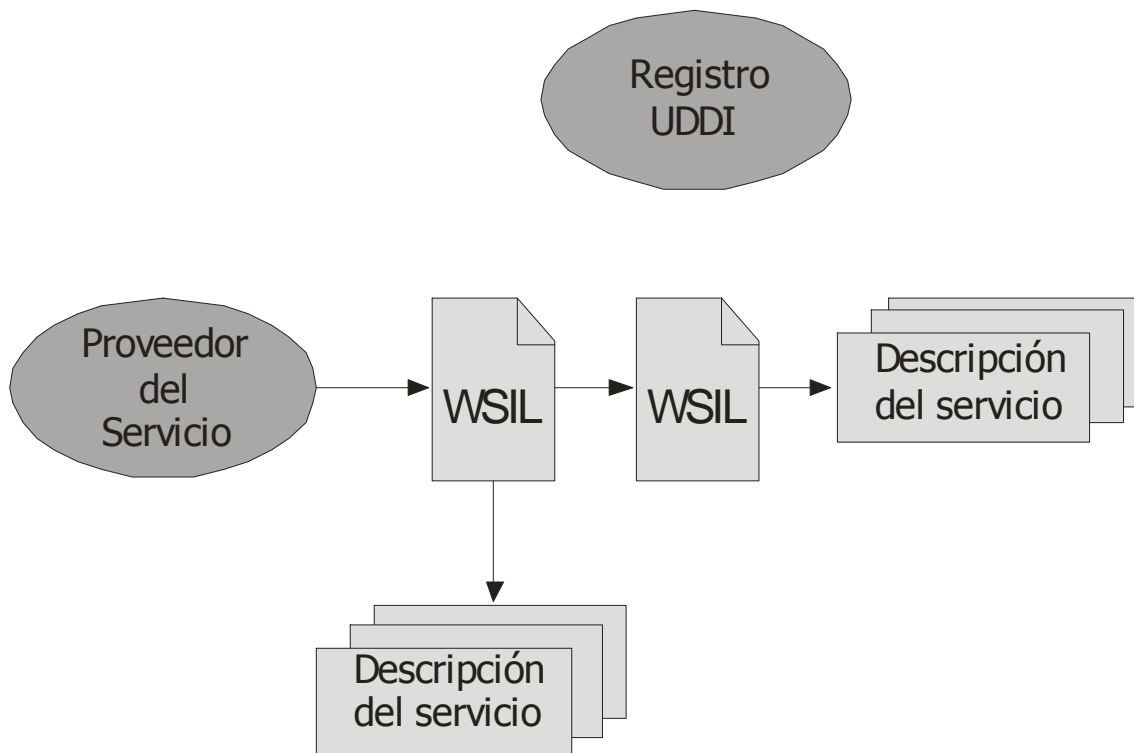 Registro
UDDI
Proveedor
del
Servicio
WSIL
WSIL
Descripción
del servicio
Descripción
del servicio